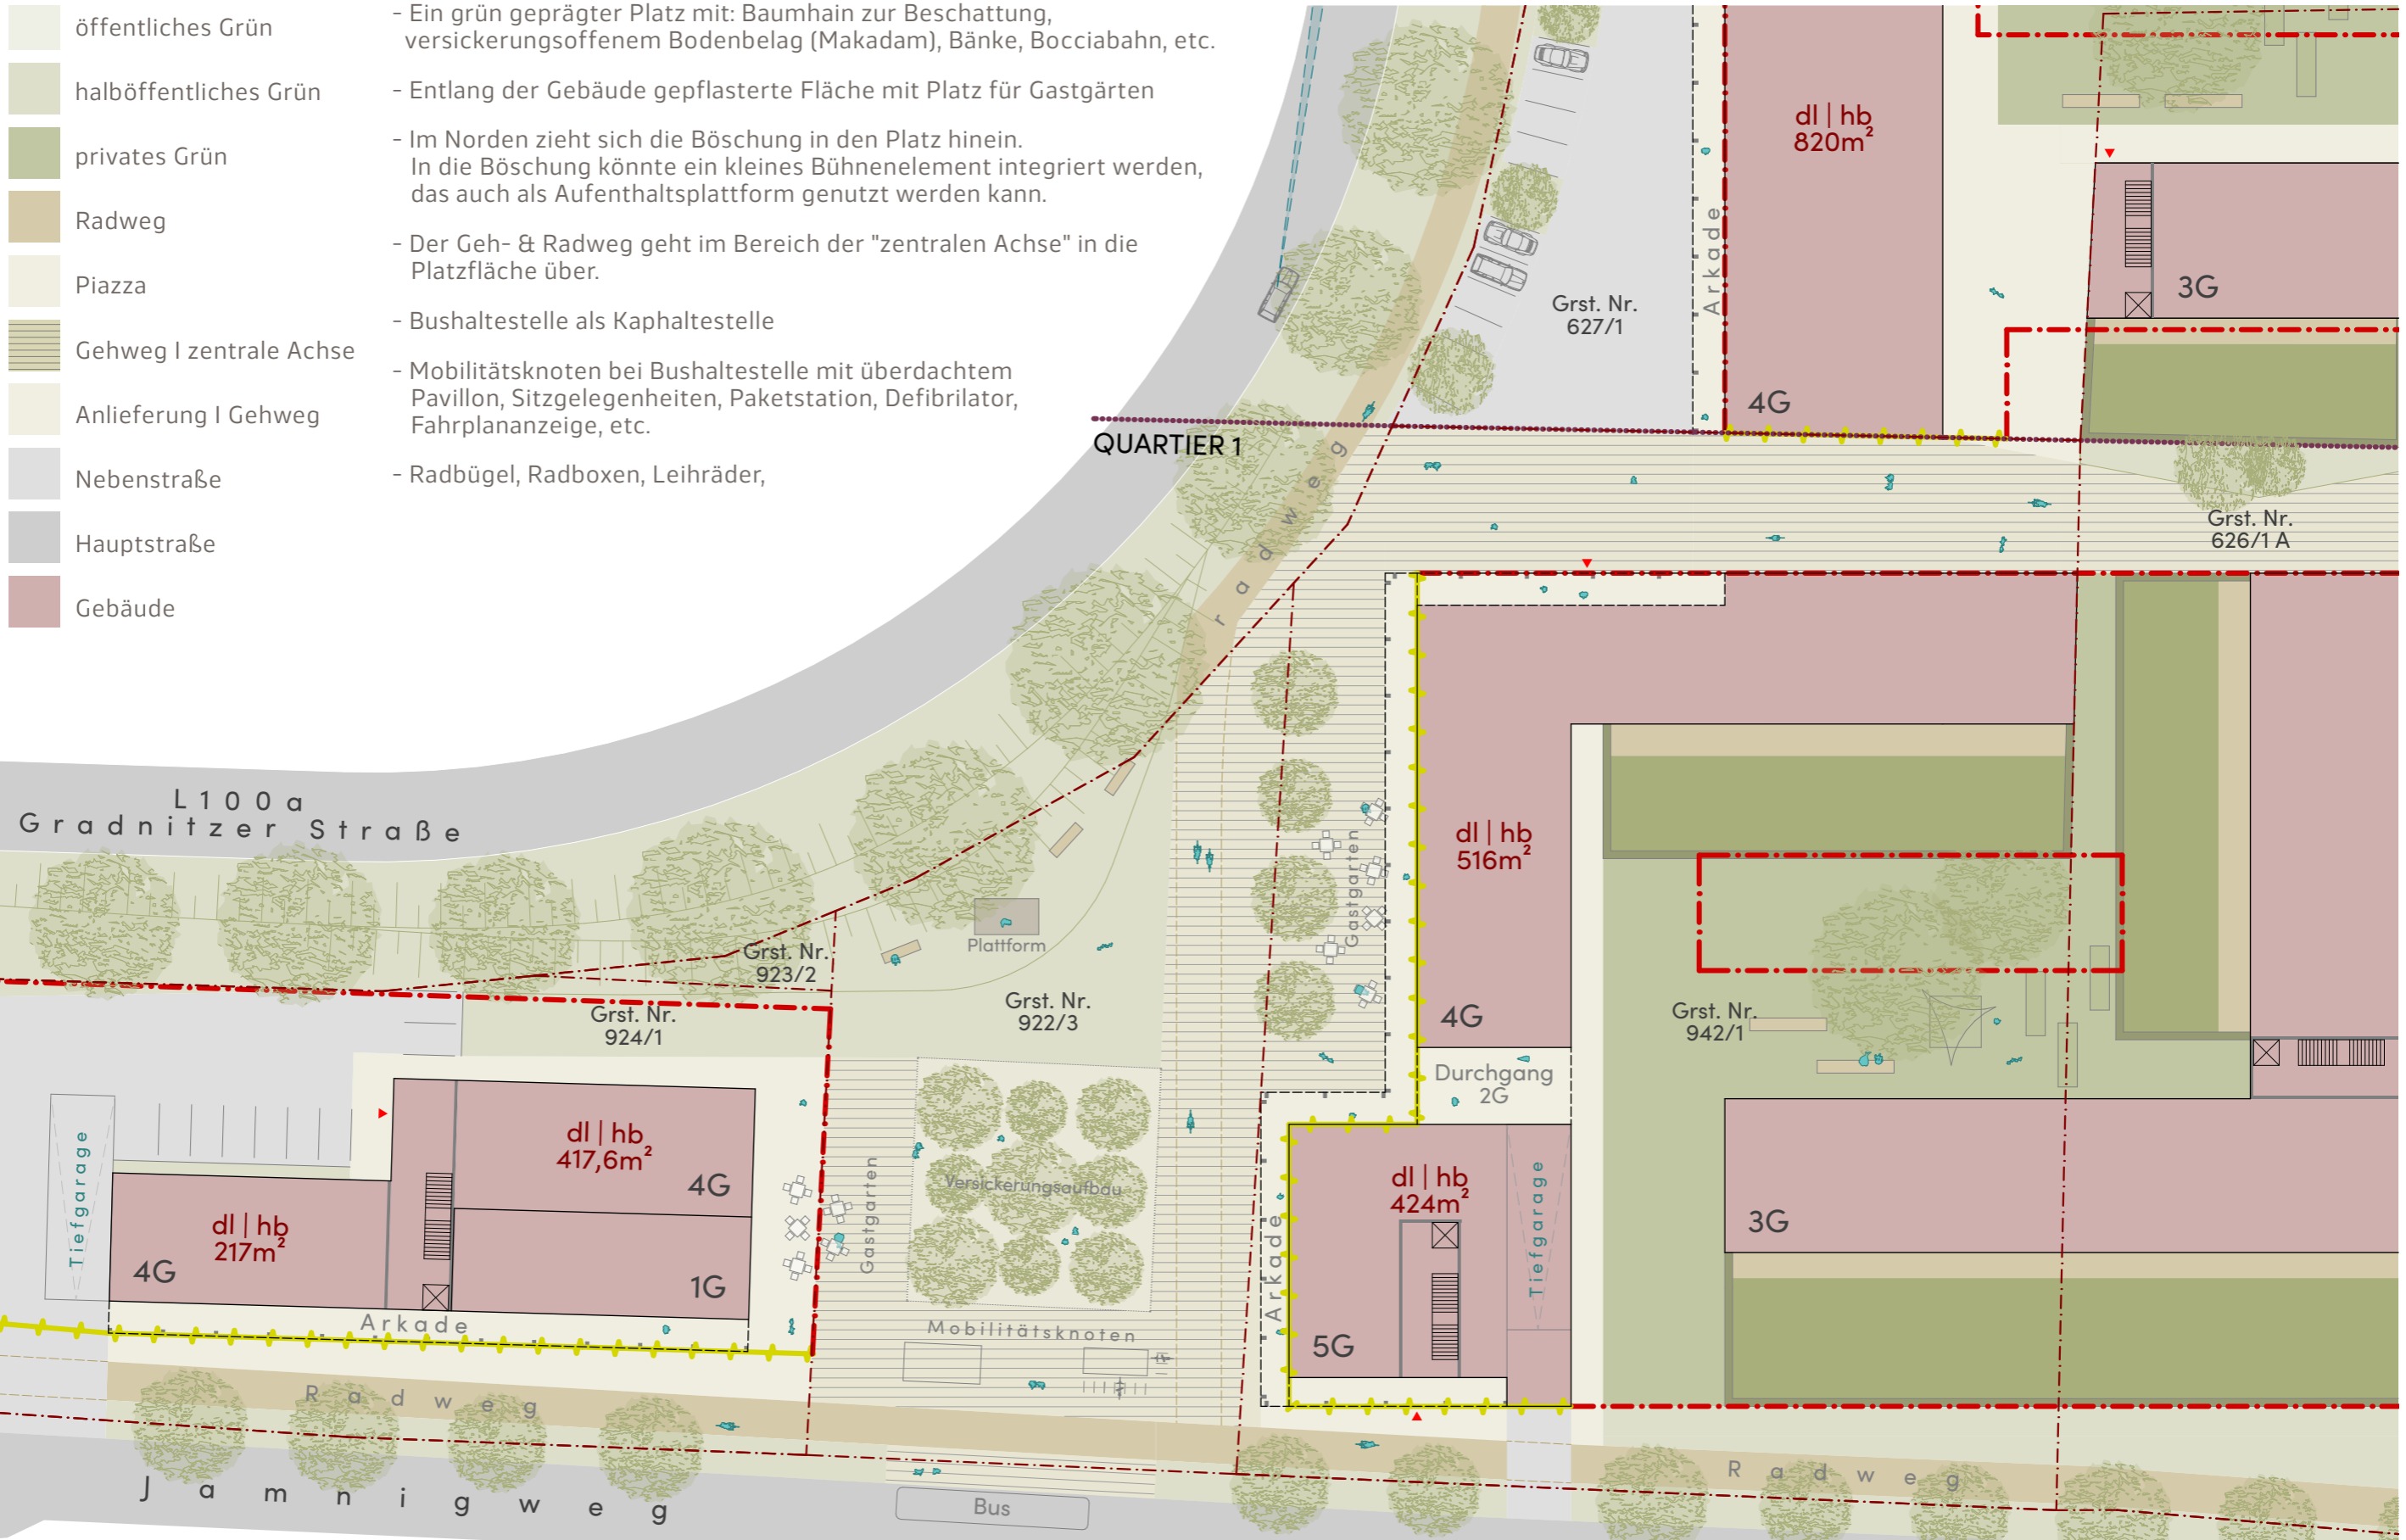 öffentliches Grün
halböffentliches Grün
privates Grün
Radweg
Piazza
Gehweg I zentrale Achse
Anlieferung I Gehweg
Nebenstraße
Hauptstraße
Gebäude
- Ein grün geprägter Platz mit: Baumhain zur Beschattung,
versickerungsoffenem Bodenbelag (Makadam), Bänke, Bocciabahn, etc.
- Entlang der Gebäude gepflasterte Fläche mit Platz für Gastgärten
- Im Norden zieht sich die Böschung in den Platz hinein.
In die Böschung könnte ein kleines Bühnenelement integriert werden,
das auch als Aufenthaltsplattform genutzt werden kann.
- Der Geh- & Radweg geht im Bereich der "zentralen Achse" in die
Platzfläche über.
- Bushaltestelle als Kaphaltestelle
- Mobilitätsknoten bei Bushaltestelle mit überdachtem
Pavillon, Sitzgelegenheiten, Paketstation, Defibrilator,
Fahrplananzeige, etc.
- Radbügel, Radboxen, Leihräder,
dl | hb
820m²
Arkade
3G
Grst. Nr.
627/1
4G
QUARTIER 1
radweg
Grst. Nr.
626/1 A
L100a
Gradnitzer Straße
dl | hb
516m²
Gastgarten
Plattform
Grst. Nr.
923/2
Grst. Nr.
922/3
Grst. Nr.
924/1
4G
Grst. Nr.
942/1
Durchgang
2G
Tiefgarage
dl | hb
417,6m²
4G
Gastgarten
Versickerungsaufbau
dl | hb
424m²
Tiefgarage
Arkade
3G
dl | hb
217m²
4G
1G
Arkade
Mobilitätsknoten
5G
Radweg
Radweg
Jamnigweg
Bus